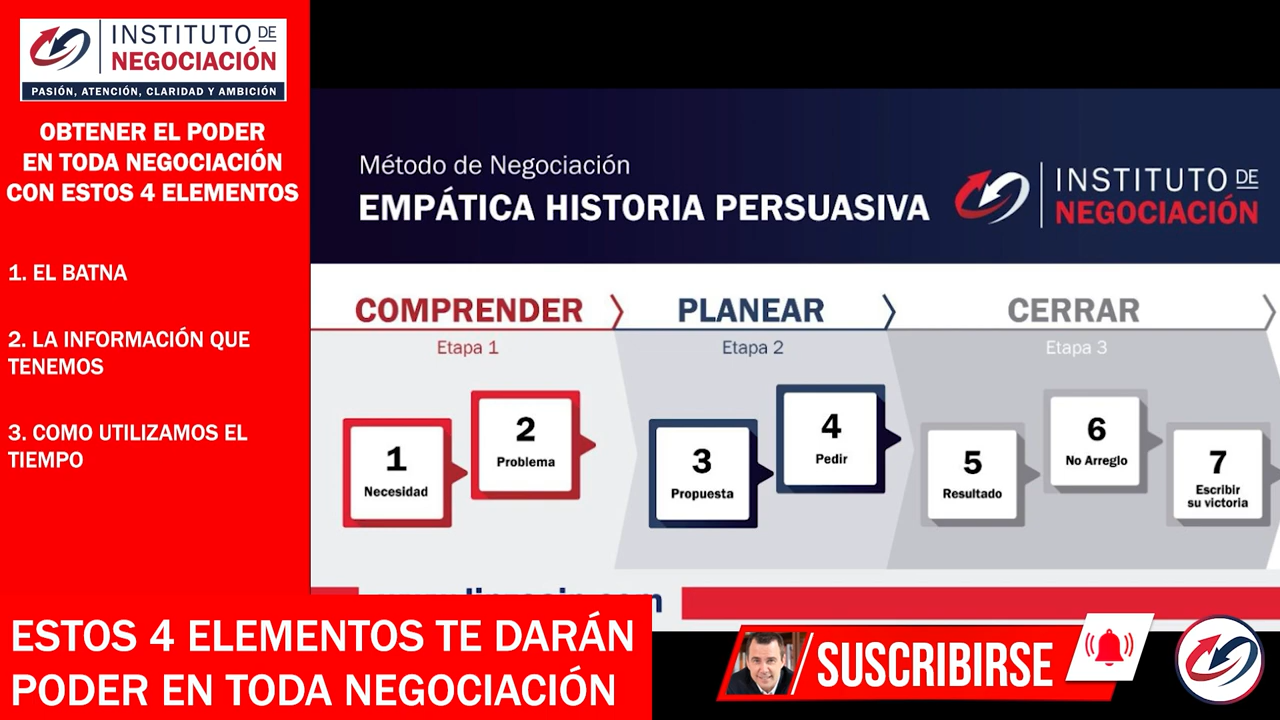 INSTITUTO DE
NEGOCIACIÓN
PASIÓN, ATENCIÓN, CLARIDAD Y AMBICIÓN
OBTENER EL PODER
EN TODA NEGOCIACIÓN
CON ESTOS 4 ELEMENTOS
1. EL BATNA
2. LA INFORMACIÓN QUE
TENEMOS
3. COMO UTILIZAMOS EL
TIEMPO
Método de Negociación
EMPÁTICA HISTORIA PERSUASIVA
INSTITUTO DE
NEGOCIACIÓN
COMPRENDER
Etapa 1
1
Necesidad
2
Problema
PLANEAR
Etapa 2
3
Propuesta
4
Pedir
CERRAR
Etapa 3
5
Resultado
6
No Arreglo
7
Escribir
su victoria
ESTOS 4 ELEMENTOS TE DARÁN
PODER EN TODA NEGOCIACIÓN
SUSCRIBIRSE